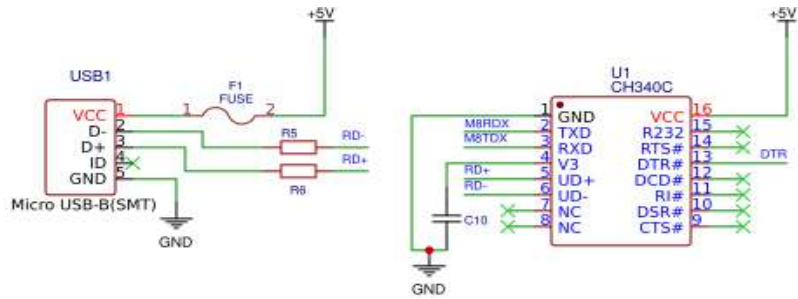 +5V
USB1
F1
FUSE
VCC 1
1 2
D- 2
D+ 3
ID 4
GND 5
R5
RD-
RD+
R6
Micro USB-B(SMT)
GND
+5V
U1
CH340C
1 GND VCC 16
M8RDX 2 TXD R232 15
M8TDX 3 RXD RTS# 14
4 V3 DTR# 13 DTR
RD+ 5 UD+ DCD# 12
RD- 6 UD- RI# 11
7 NC DSR# 10
8 NC CTS# 9
C10
GND